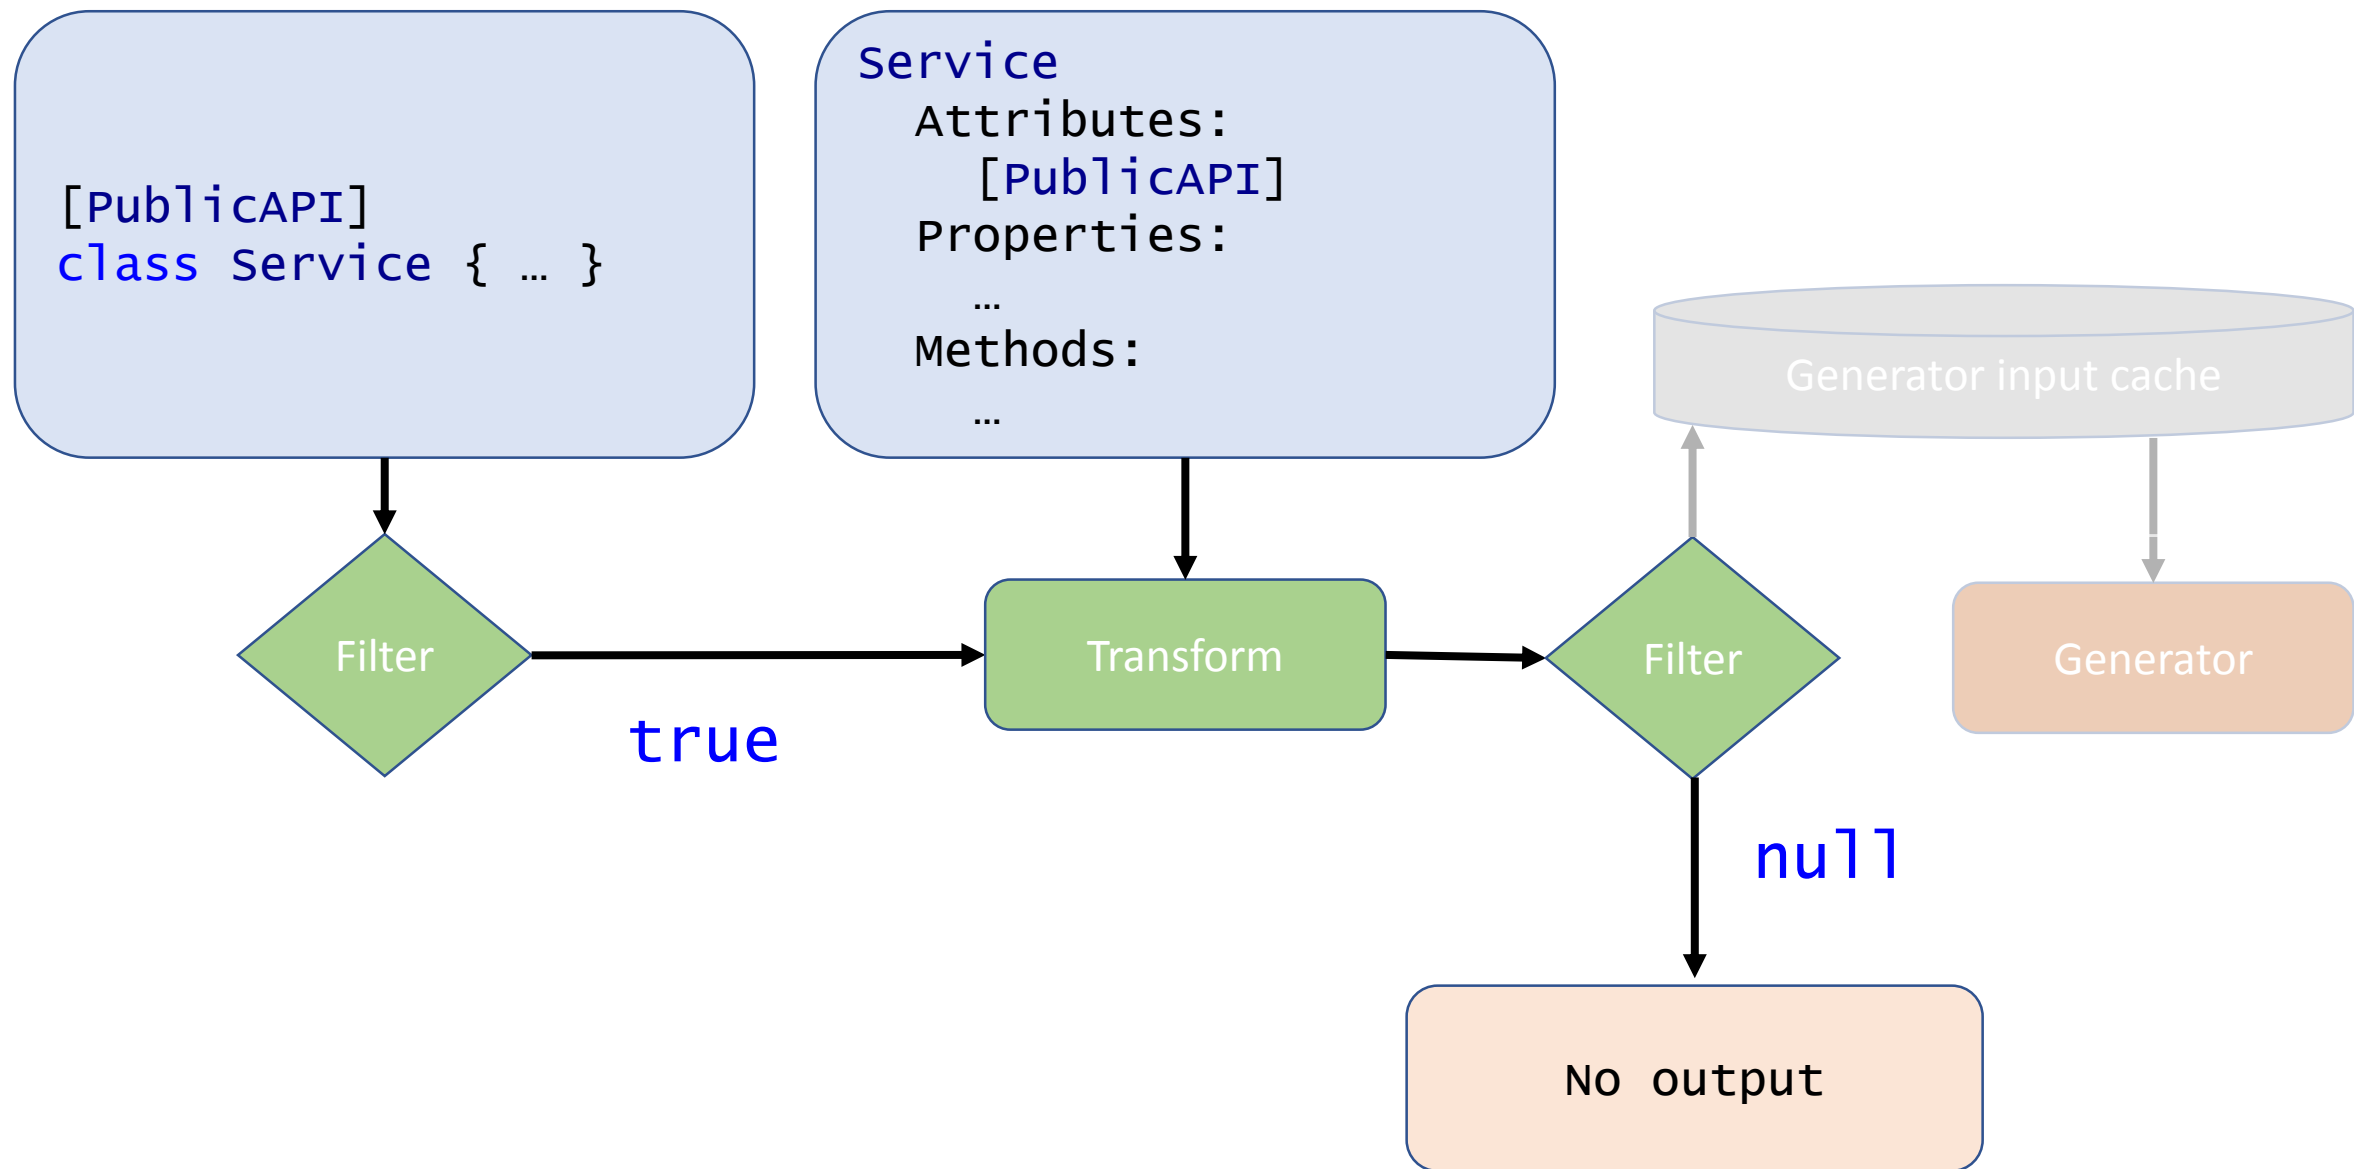 [PublicAPI]
class Service { … }
Service
Attributes:
[PublicAPI]
Properties:
…
Methods:
…
Generator input cache
Filter
Transform
Filter
Generator
true
null
No output